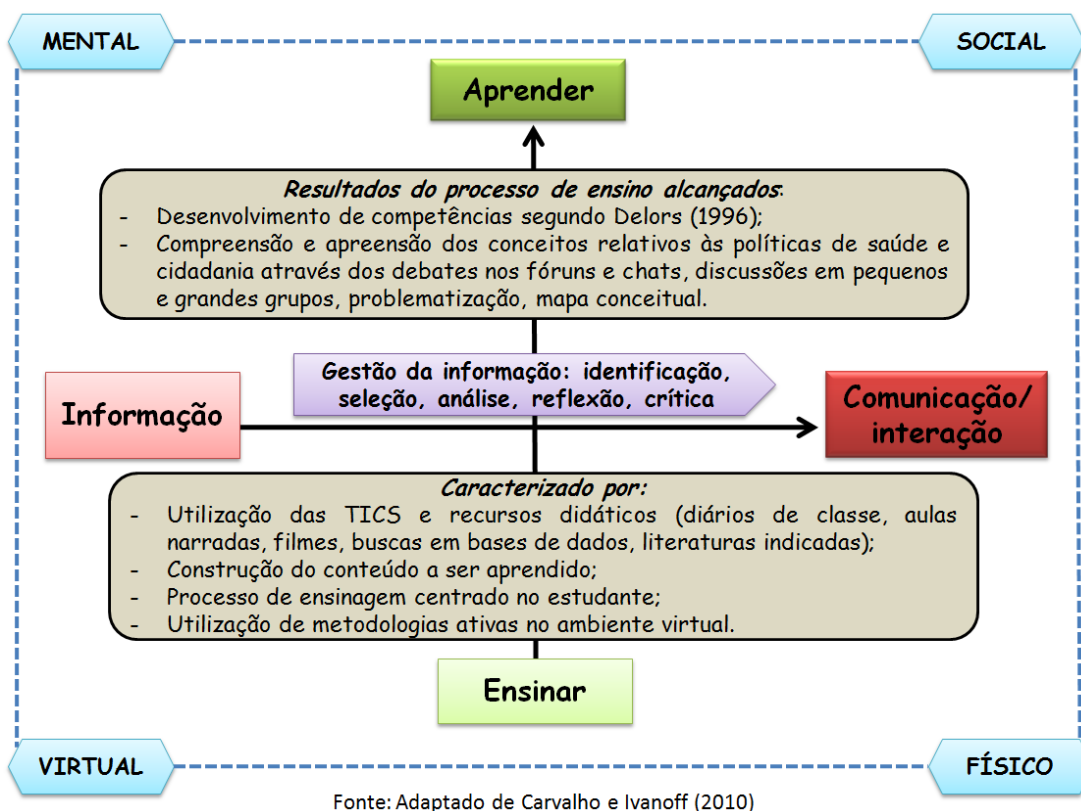 MENTAL
SOCIAL
Aprender
Resultados do processo de ensino alcançados:
- Desenvolvimento de competências segundo Delors (1996);
- Compreensão e apreensão dos conceitos relativos às políticas de saúde e
cidadania através dos debates nos fóruns e chats, discussões em pequenos
e grandes grupos, problematização, mapa conceitual.
Informação
Gestão da informação: identificação,
seleção, análise, reflexão, crítica
Comunicação/
interação
Caracterizado por:
- Utilização das TICS e recursos didáticos (diários de classe, aulas
narradas, filmes, buscas em bases de dados, literaturas indicadas);
- Construção do conteúdo a ser aprendido;
- Processo de ensinagem centrado no estudante;
- Utilização de metodologias ativas no ambiente virtual.
Ensinar
VIRTUAL
FÍSICO
Fonte: Adaptado de Carvalho e Ivanoff (2010)